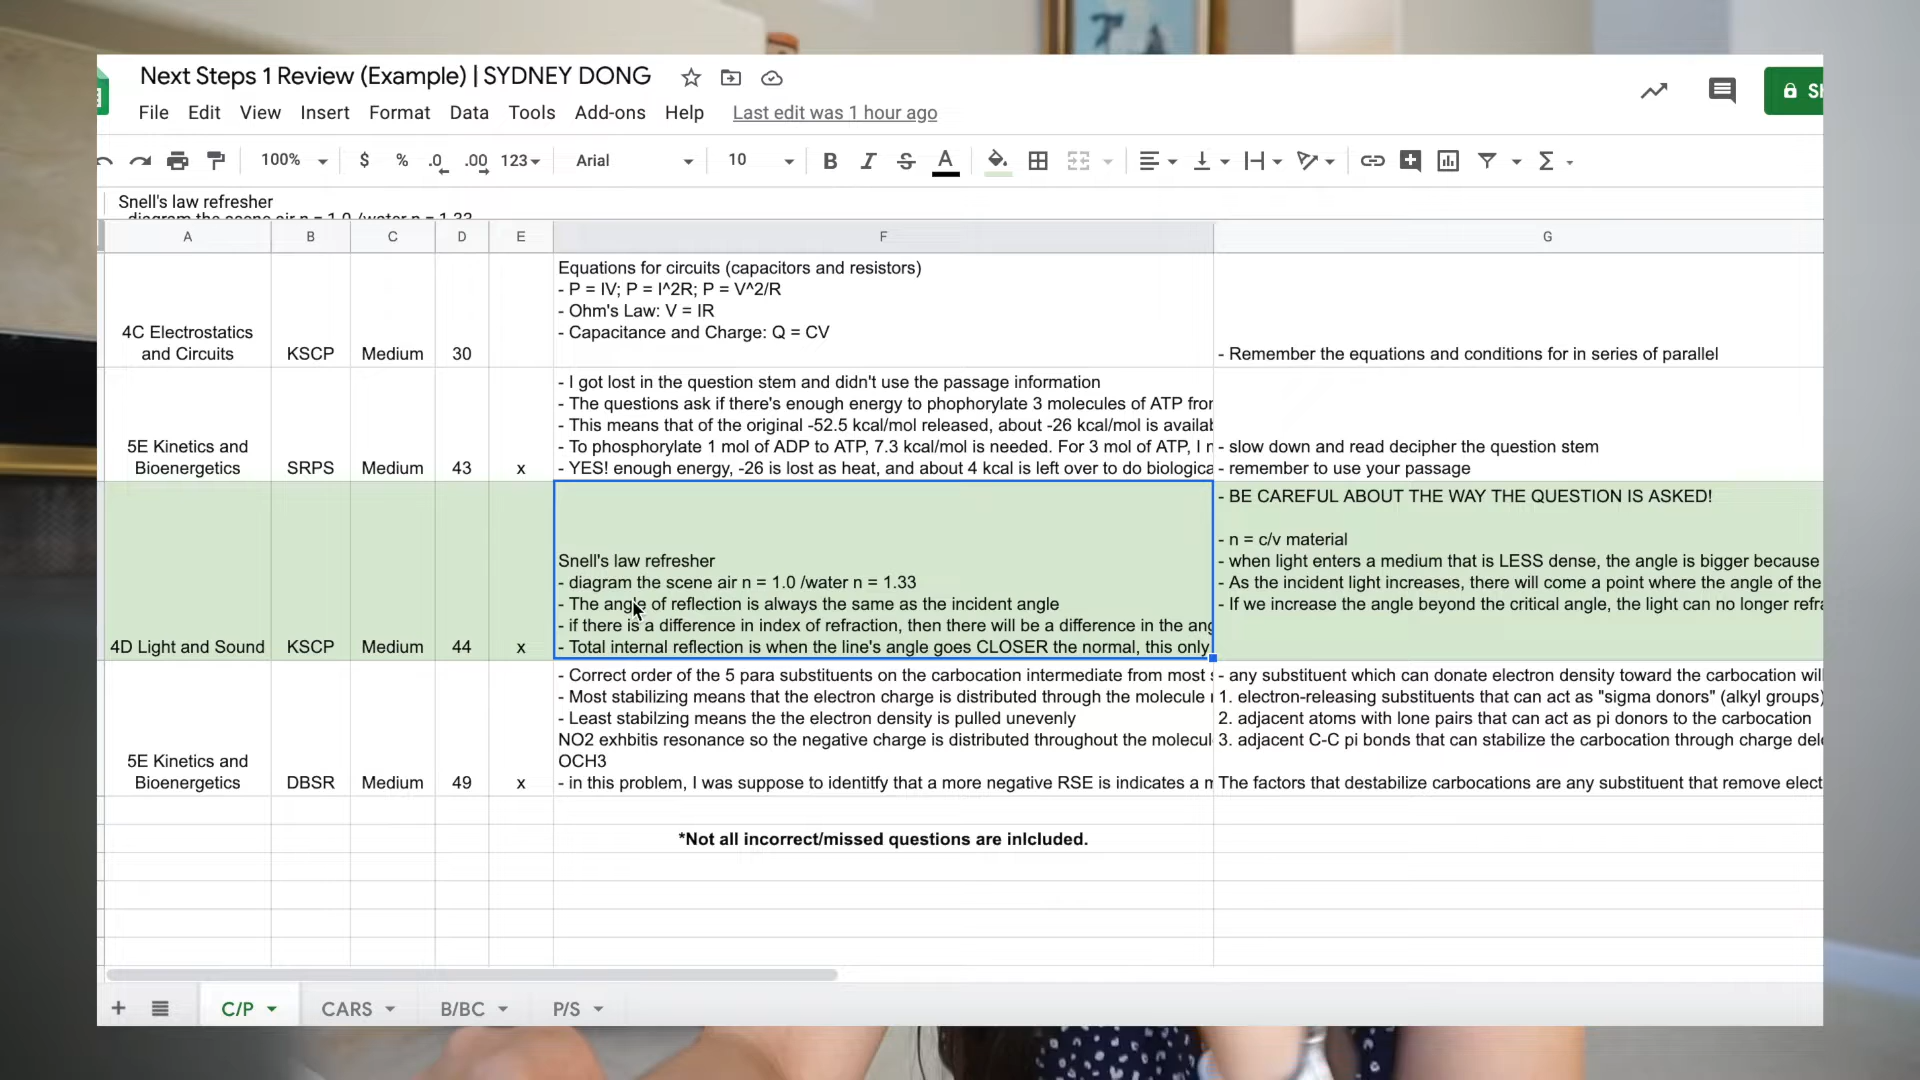 Next Steps 1 Review (Example) | SYDNEY DONG
File Edit View Insert Format Data Tools Add-ons Help Last edit was 1 hour ago
100% $ % .0 .00 123 Arial 10 B I S A
Snell's law refresher
- diagram the scene air n = 1.0 /water n = 1.33
A B C D E F G
Equations for circuits (capacitors and resistors)
- P = IV; P = I^2R; P = V^2/R
- Ohm's Law: V = IR
- Capacitance and Charge: Q = CV
4C Electrostatics
and Circuits KSCP Medium 30
- Remember the equations and conditions for in series of parallel
- I got lost in the question stem and didn't use the passage information
- The questions ask if there's enough energy to phophorylate 3 molecules of ATP
- This means that of the original -52.5 kcal/mol released, about -26 kcal/mol is
- To phosphorylate 1 mol of ADP to ATP, 7.3 kcal/mol is needed. For 3 mol of ATP, I
- YES! enough energy, -26 is lost as heat, and about 4 kcal is left over to do
5E Kinetics and
Bioenergetics SRPS Medium 43 x
- slow down and read decipher the question stem
- remember to use your passage
Snell's law refresher
- diagram the scene air n = 1.0 /water n = 1.33
- The angle of reflection is always the same as the incident angle
- if there is a difference in index of refraction, then there will be a difference in the
- Total internal reflection is when the line's angle goes CLOSER the normal, this only
4D Light and Sound KSCP Medium 44 x
- BE CAREFUL ABOUT THE WAY THE QUESTION IS ASKED!
- n = c/v material
- when light enters a medium that is LESS dense, the angle is bigger because
- As the incident light increases, there will come a point where the angle of the
- If we increase the angle beyond the critical angle, the light can no longer
- Correct order of the 5 para substituents on the carbocation intermediate from most
- Most stabilizing means that the electron charge is distributed through the molecule
- Least stabilzing means the the electron density is pulled unevenly
NO2 exhbitis resonance so the negative charge is distributed throughout the
OCH3
- in this problem, I was suppose to identitfy that a more negative RSE is indicates a
5E Kinetics and
Bioenergetics DBSR Medium 49 x
- any substituent which can donate electron density toward the carbocation
1. electron-releasing substituents that can act as "sigma donors" (alkyl groups)
2. adjacent atoms with lone pairs that can act as pi donors to the carbocation
3. adjacent C-C pi bonds that can stabilize the carbocation through charge
The factors that destabilize carbocations are any substituent that remove
*Not all incorrect/missed questions are inlcluded.
C/P CARS B/BC P/S